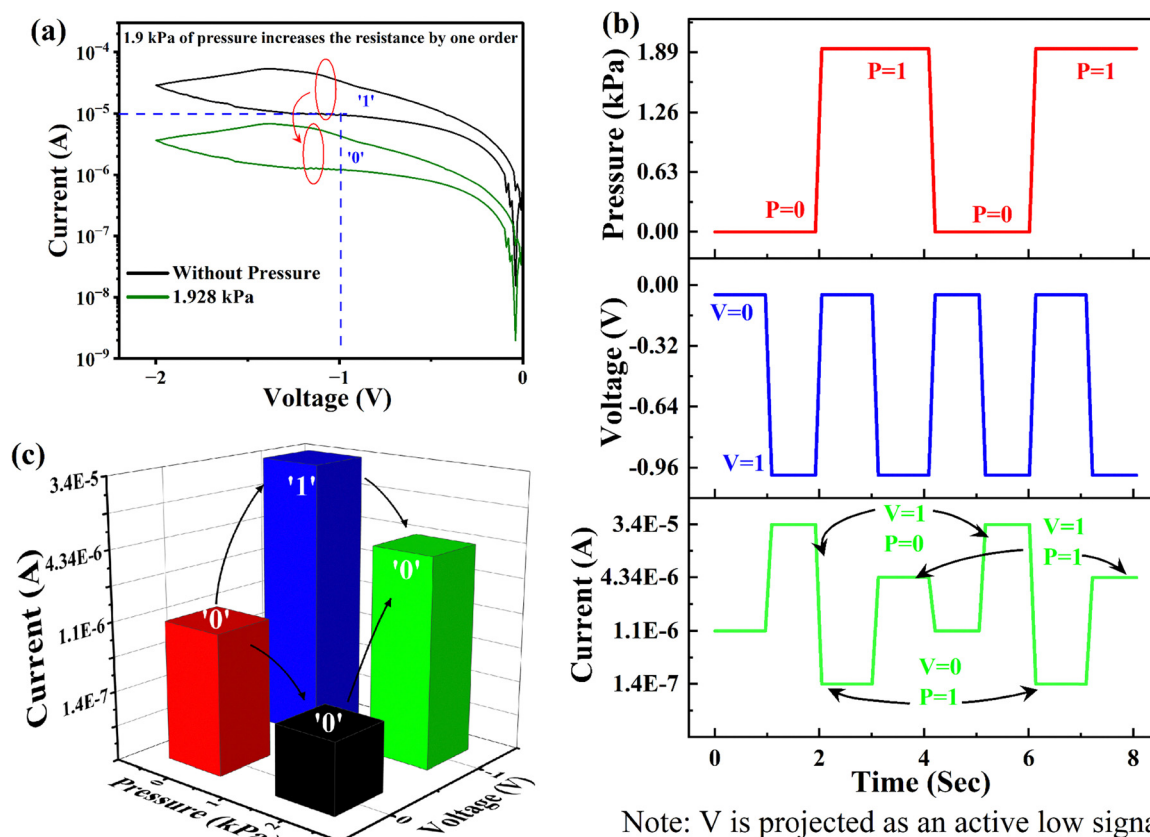 (a)
1.9 kPa of pressure increases the resistance by one order
10⁻⁴
10⁻⁵
10⁻⁶
10⁻⁷
10⁻⁸
10⁻⁹
Current (A)
'1'
'0'
Without Pressure
1.928 kPa
−2
−1
0
Voltage (V)
(b)
Pressure (kPa)
1.89
1.26
0.63
0.00
P=1
P=1
P=0
P=0
Voltage (V)
0.00
-0.32
-0.64
-0.96
V=0
V=1
Current (A)
3.4E-5
4.34E-6
1.1E-6
1.4E-7
V=1
P=0
V=1
P=1
V=0
P=1
0
2
4
6
8
Time (Sec)
Note: V is projected as an active low signa
(c)
Current (A)
3.4E-5
4.34E-6
1.1E-6
1.4E-7
'1'
'0'
'0'
'0'
0
1
2
Pressure (kPa
0
-1
Voltage (V)